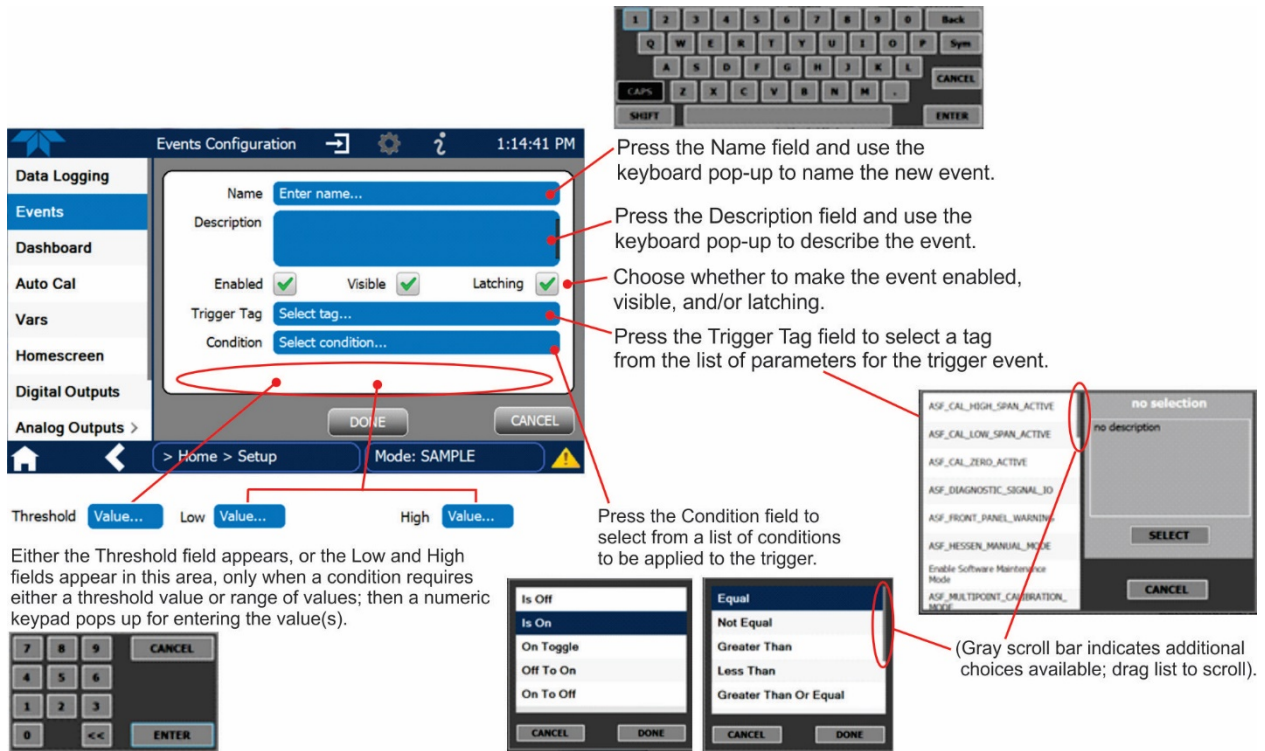 1 2 3 4 5 6 7 8 9 0 Back
Q W E R T Y U I O P Sym
A S D F G H J K L CANCEL
CAPS Z X C V B N M .
SHIFT ENTER
Events Configuration 1:14:41 PM
Data Logging
Events
Dashboard
Auto Cal
Vars
Homescreen
Digital Outputs
Analog Outputs >
Name Enter name...
Description
Enabled Visible Latching
Trigger Tag Select tag...
Condition Select condition...
DONE CANCEL
> Home > Setup Mode: SAMPLE
Press the Name field and use the
keyboard pop-up to name the new event.
Press the Description field and use the
keyboard pop-up to describe the event.
Choose whether to make the event enabled,
visible, and/or latching.
Press the Trigger Tag field to select a tag
from the list of parameters for the trigger event.
ASF_CAL_HIGH_SPAN_ACTIVE
ASF_CAL_LOW_SPAN_ACTIVE
ASF_CAL_ZERO_ACTIVE
ASF_DIAGNOSTIC_SIGNAL_IO
ASF_FRONT_PANEL_WARNING
ASF_HESSEN_MANUAL_MODE
Enable Software Maintenance
Mode
ASF_MULTIPOINT_CALIBRATION_
MODE
no selection
no description
SELECT
CANCEL
Threshold Value... Low Value... High Value...
Either the Threshold field appears, or the Low and High
fields appear in this area, only when a condition requires
either a threshold value or range of values; then a numeric
keypad pops up for entering the value(s).
7 8 9 CANCEL
4 5 6
1 2 3
0 << ENTER
Press the Condition field to
select from a list of conditions
to be applied to the trigger.
Is Off
Is On
On Toggle
Off To On
On To Off
CANCEL DONE
Equal
Not Equal
Greater Than
Less Than
Greater Than Or Equal
CANCEL DONE
(Gray scroll bar indicates additional
choices available; drag list to scroll).